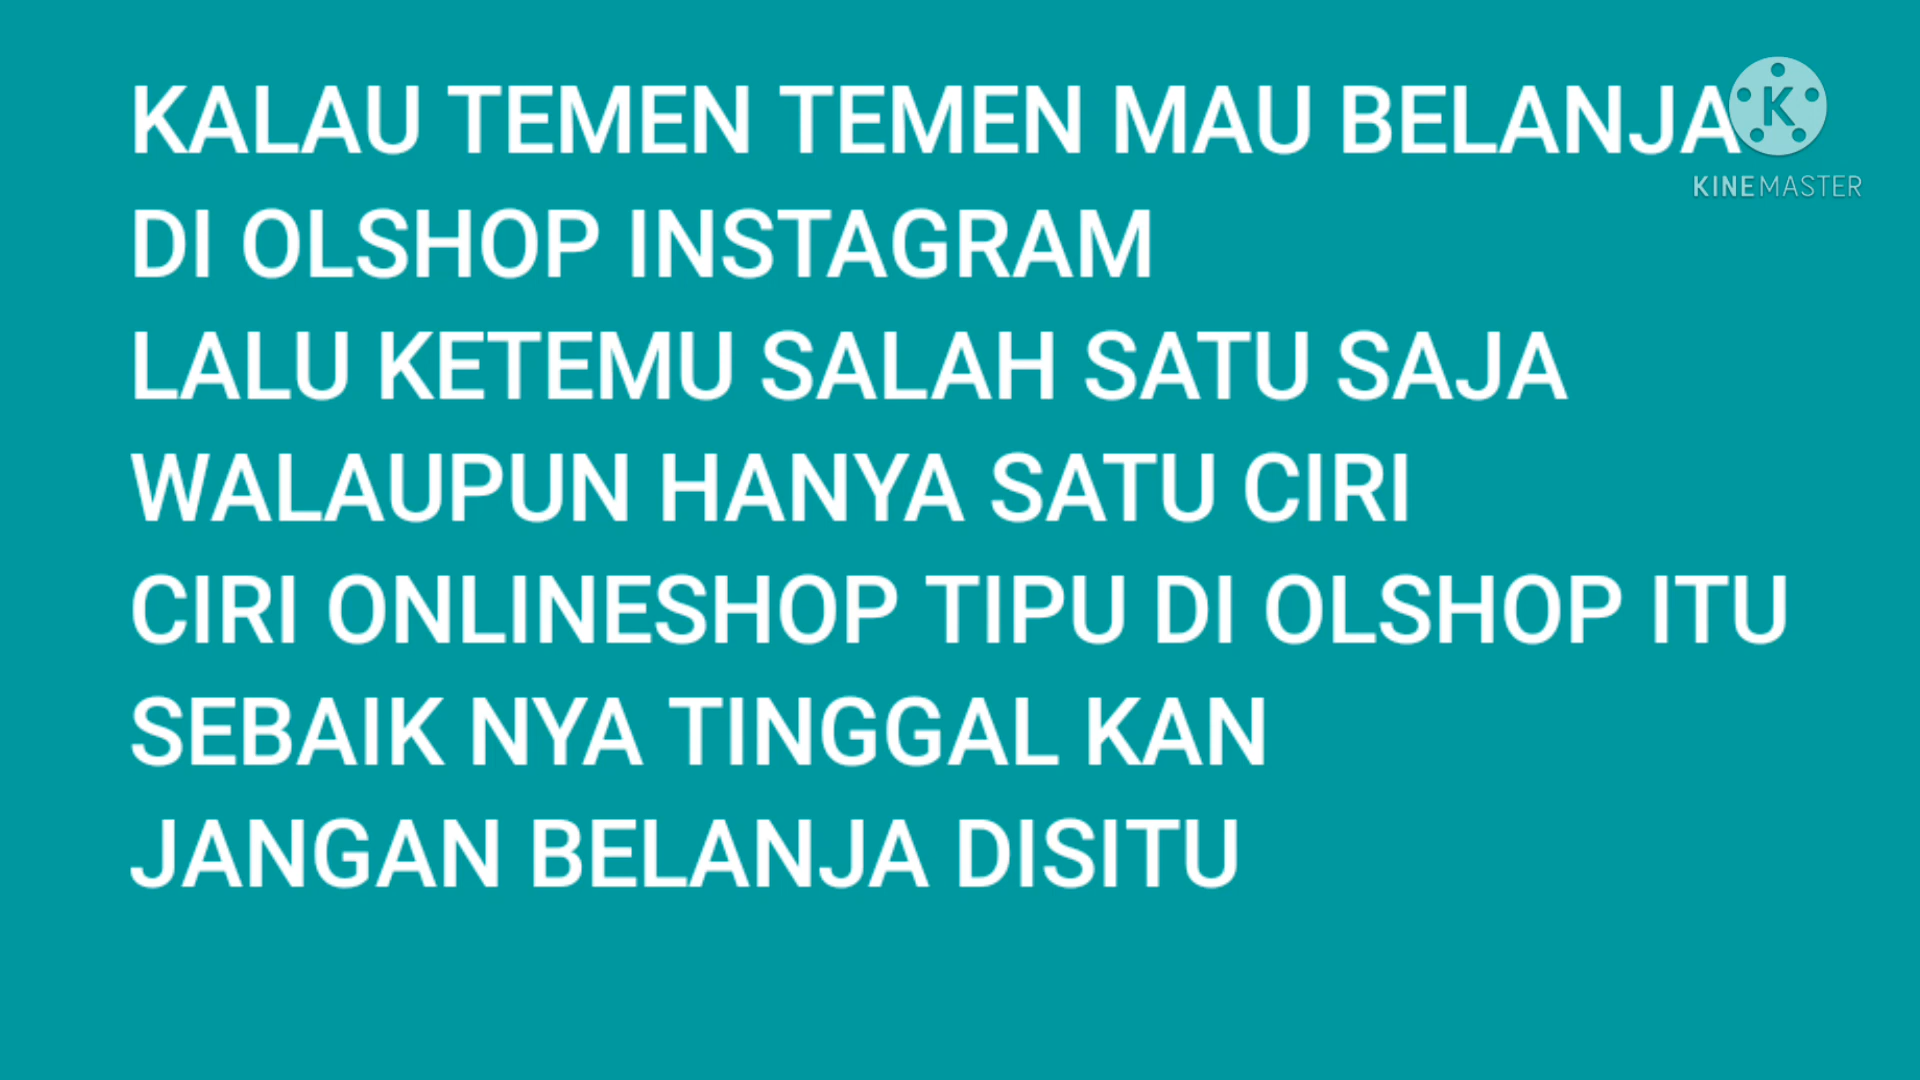 KALAU TEMEN TEMEN MAU BELANJA
DI OLSHOP INSTAGRAM
LALU KETEMU SALAH SATU SAJA
WALAUPUN HANYA SATU CIRI
CIRI ONLINESHOP TIPU DI OLSHOP ITU
SEBAIK NYA TINGGAL KAN
JANGAN BELANJA DISITU
K
KINEMASTER